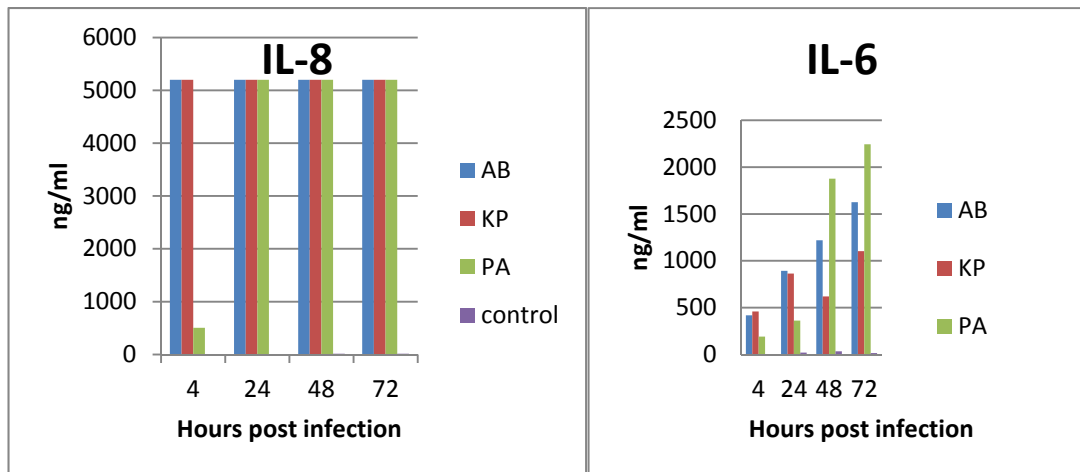 IL-8
6000
5000
4000
3000
2000
1000
0
ng/ml
4 24 48 72
Hours post infection
AB
KP
PA
control
IL-6
2500
2000
1500
1000
500
0
ng/ml
4 24 48 72
Hours post infection
AB
KP
PA